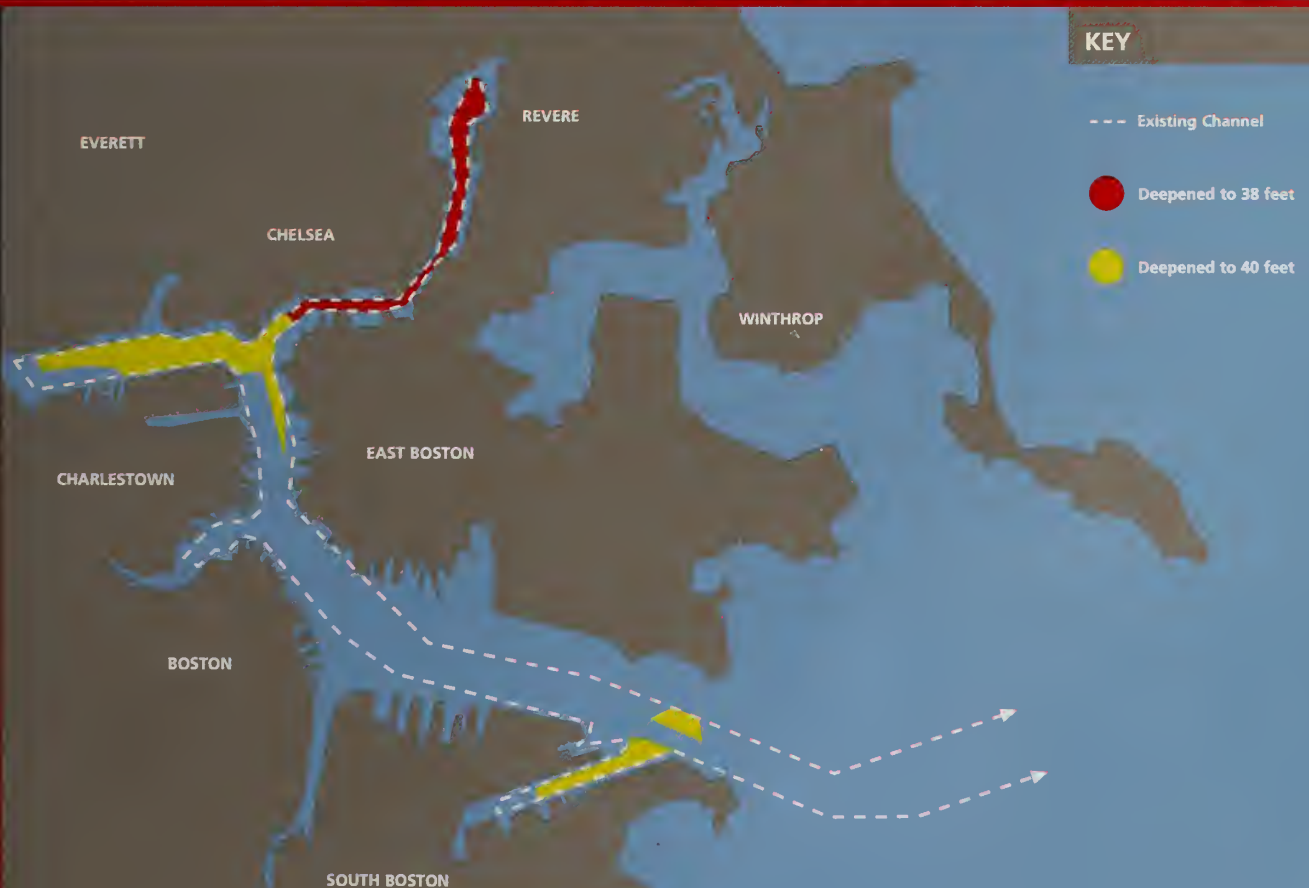 KEY
Existing Channel
Deepened to 38 feet
Deepened to 40 feet
REVERE
EVERETT
CHELSEA
WINTHROP
EAST BOSTON
CHARLESTOWN
BOSTON
SOUTH BOSTON